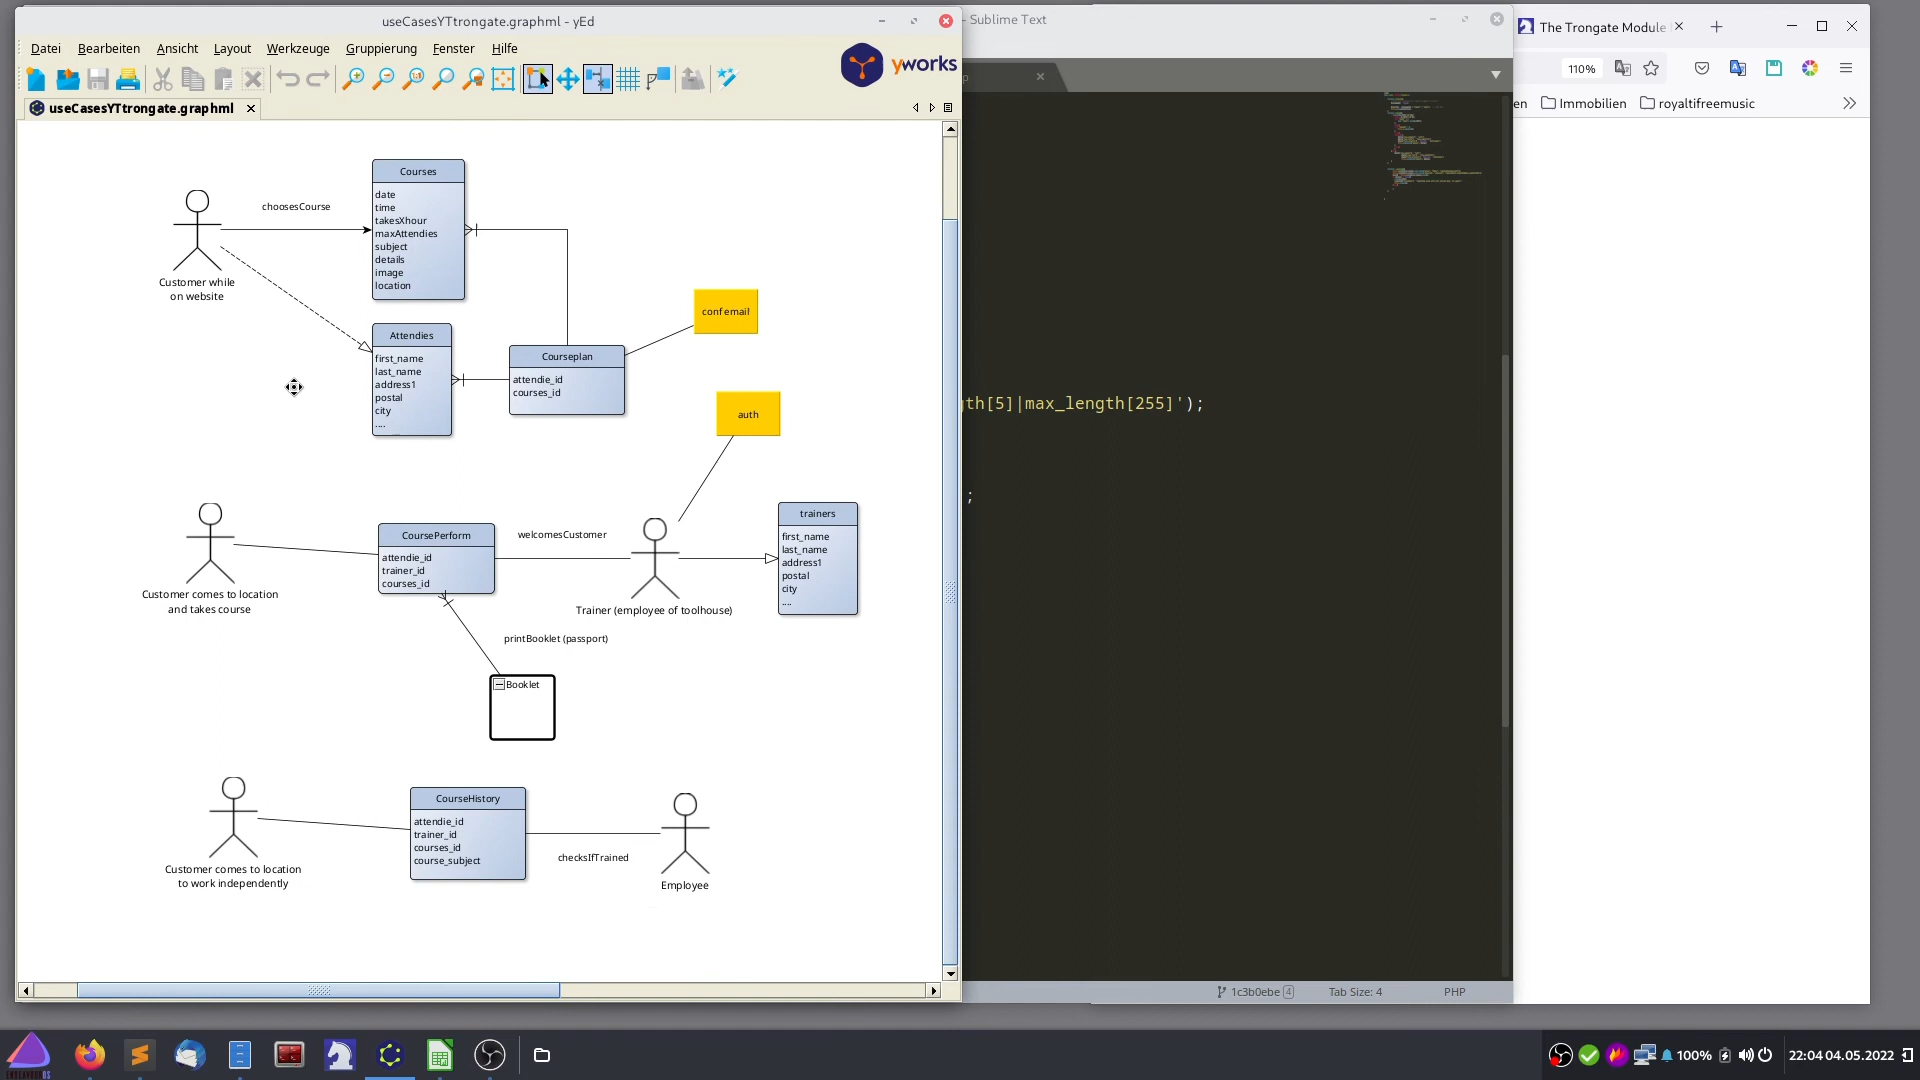 useCasesYTtrongate.graphml - yEd
- Sublime Text
The Trongate Module
Datei Bearbeiten Ansicht Layout Werkzeuge Gruppierung Fenster Hilfe
yworks
110%
useCasesYTtrongate.graphml
p
en Immobilien royaltifreemusic
Courses
date
time
takesXhour
maxAttendies
subject
details
image
location
choosesCourse
Customer while
on website
confemail
Attendies
first_name
last_name
address1
postal
city
....
Courseplan
attendie_id
courses_id
auth
gth[5]|max_length[255]');
;
trainers
first_name
last_name
address1
postal
city
....
CoursePerform
attendie_id
trainer_id
courses_id
welcomesCustomer
Customer comes to location
and takes course
Trainer (employee of toolhouse)
printBooklet (passport)
Booklet
CourseHistory
attendie_id
trainer_id
courses_id
course_subject
checksIfTrained
Customer comes to location
to work independently
Employee
1c3b0ebe 4 Tab Size: 4 PHP
ENDEAVOUROS
100% 22:04 04.05.2022